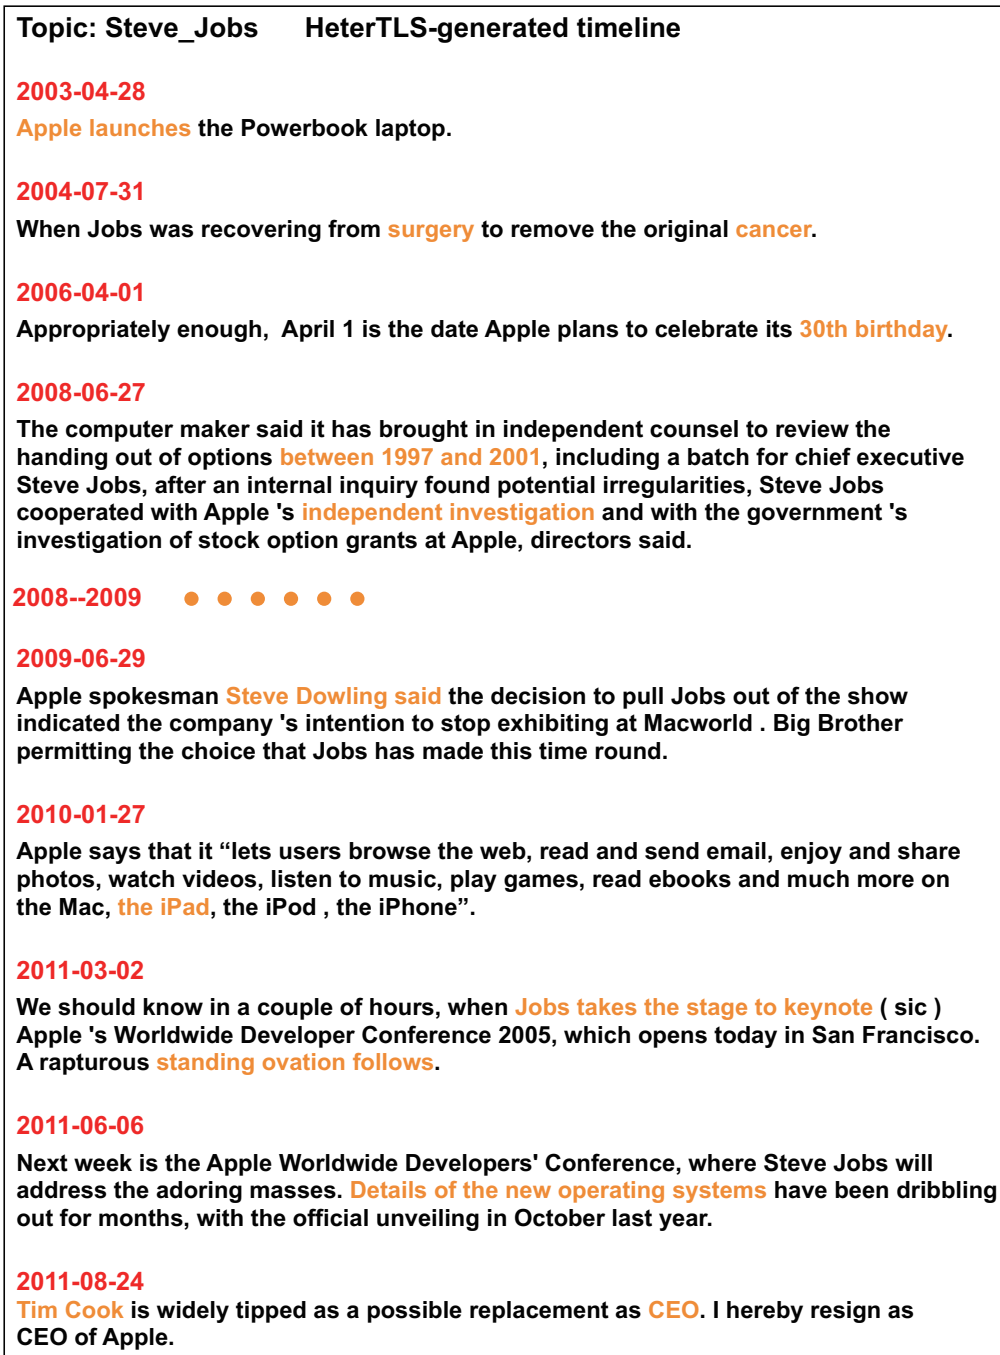 Topic: Steve_Jobs HeterTLS-generated timeline
2003-04-28
Apple launches the Powerbook laptop.
2004-07-31
When Jobs was recovering from surgery to remove the original cancer.
2006-04-01
Appropriately enough, April 1 is the date Apple plans to celebrate its 30th birthday.
2008-06-27
The computer maker said it has brought in independent counsel to review the
handing out of options between 1997 and 2001, including a batch for chief executive
Steve Jobs, after an internal inquiry found potential irregularities, Steve Jobs
cooperated with Apple 's independent investigation and with the government 's
investigation of stock option grants at Apple, directors said.
2008--2009 ● ● ● ● ● ●
2009-06-29
Apple spokesman Steve Dowling said the decision to pull Jobs out of the show
indicated the company 's intention to stop exhibiting at Macworld . Big Brother
permitting the choice that Jobs has made this time round.
2010-01-27
Apple says that it “lets users browse the web, read and send email, enjoy and share
photos, watch videos, listen to music, play games, read ebooks and much more on
the Mac, the iPad, the iPod , the iPhone”.
2011-03-02
We should know in a couple of hours, when Jobs takes the stage to keynote ( sic )
Apple 's Worldwide Developer Conference 2005, which opens today in San Francisco.
A rapturous standing ovation follows.
2011-06-06
Next week is the Apple Worldwide Developers' Conference, where Steve Jobs will
address the adoring masses. Details of the new operating systems have been dribbling
out for months, with the official unveiling in October last year.
2011-08-24
Tim Cook is widely tipped as a possible replacement as CEO. I hereby resign as
CEO of Apple.